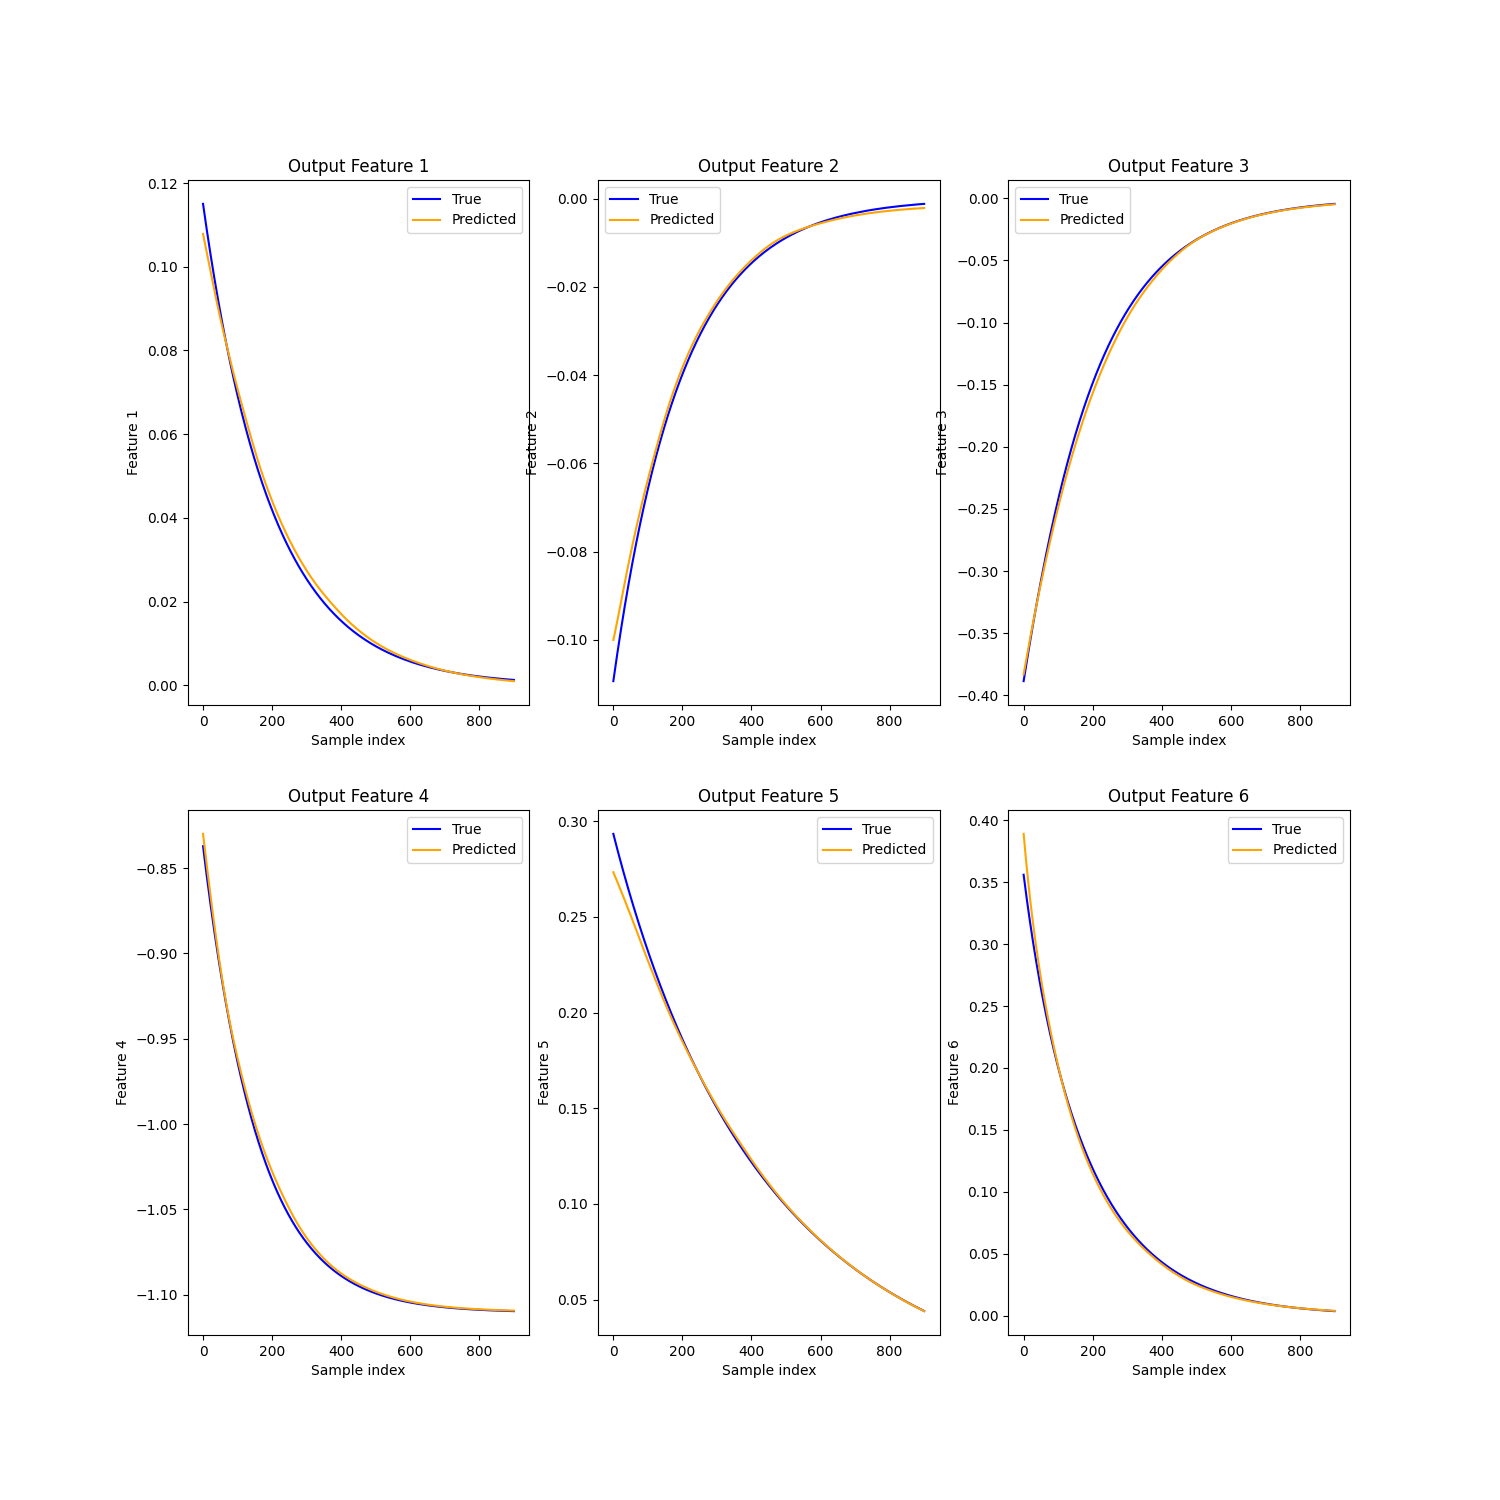 Output Feature 1
0.12
0.10
0.08
0.06
0.04
0.02
0.00
Feature 1
True
Predicted
0 200 400 600 800
Sample index
Output Feature 2
0.00
−0.02
−0.04
−0.06
−0.08
−0.10
Feature 2
True
Predicted
0 200 400 600 800
Sample index
Output Feature 3
0.00
−0.05
−0.10
−0.15
−0.20
−0.25
−0.30
−0.35
−0.40
Feature 3
True
Predicted
0 200 400 600 800
Sample index
Output Feature 4
−0.85
−0.90
−0.95
−1.00
−1.05
−1.10
Feature 4
True
Predicted
0 200 400 600 800
Sample index
Output Feature 5
0.30
0.25
0.20
0.15
0.10
0.05
Feature 5
True
Predicted
0 200 400 600 800
Sample index
Output Feature 6
0.40
0.35
0.30
0.25
0.20
0.15
0.10
0.05
0.00
Feature 6
True
Predicted
0 200 400 600 800
Sample index